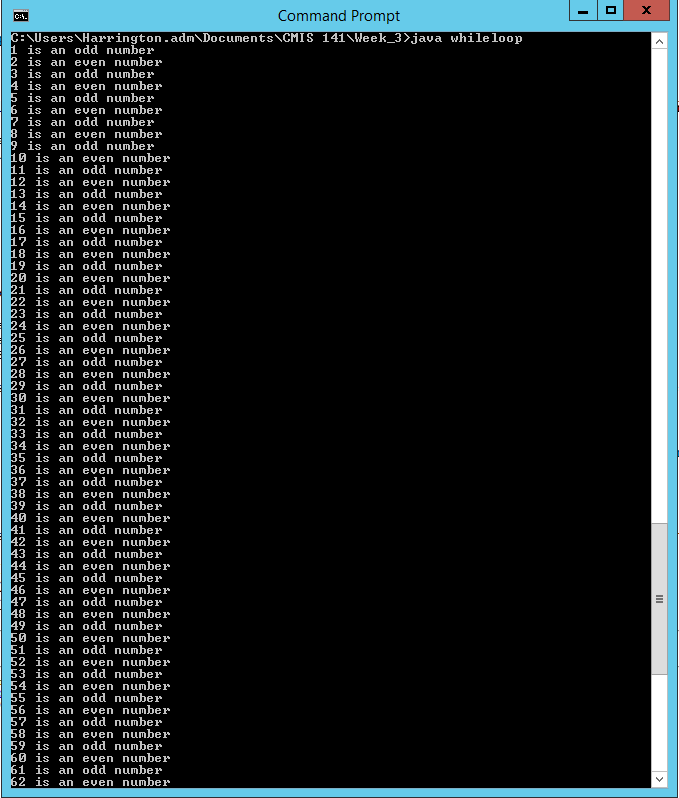 Command Prompt
C:\Users\Harrington.adm\Documents\CMIS 141\Week_3>java whileloop
1 is an odd number
2 is an even number
3 is an odd number
4 is an even number
5 is an odd number
6 is an even number
7 is an odd number
8 is an even number
9 is an odd number
10 is an even number
11 is an odd number
12 is an even number
13 is an odd number
14 is an even number
15 is an odd number
16 is an even number
17 is an odd number
18 is an even number
19 is an odd number
20 is an even number
21 is an odd number
22 is an even number
23 is an odd number
24 is an even number
25 is an odd number
26 is an even number
27 is an odd number
28 is an even number
29 is an odd number
30 is an even number
31 is an odd number
32 is an even number
33 is an odd number
34 is an even number
35 is an odd number
36 is an even number
37 is an odd number
38 is an even number
39 is an odd number
40 is an even number
41 is an odd number
42 is an even number
43 is an odd number
44 is an even number
45 is an odd number
46 is an even number
47 is an odd number
48 is an even number
49 is an odd number
50 is an even number
51 is an odd number
52 is an even number
53 is an odd number
54 is an even number
55 is an odd number
56 is an even number
57 is an odd number
58 is an even number
59 is an odd number
60 is an even number
61 is an odd number
62 is an even number